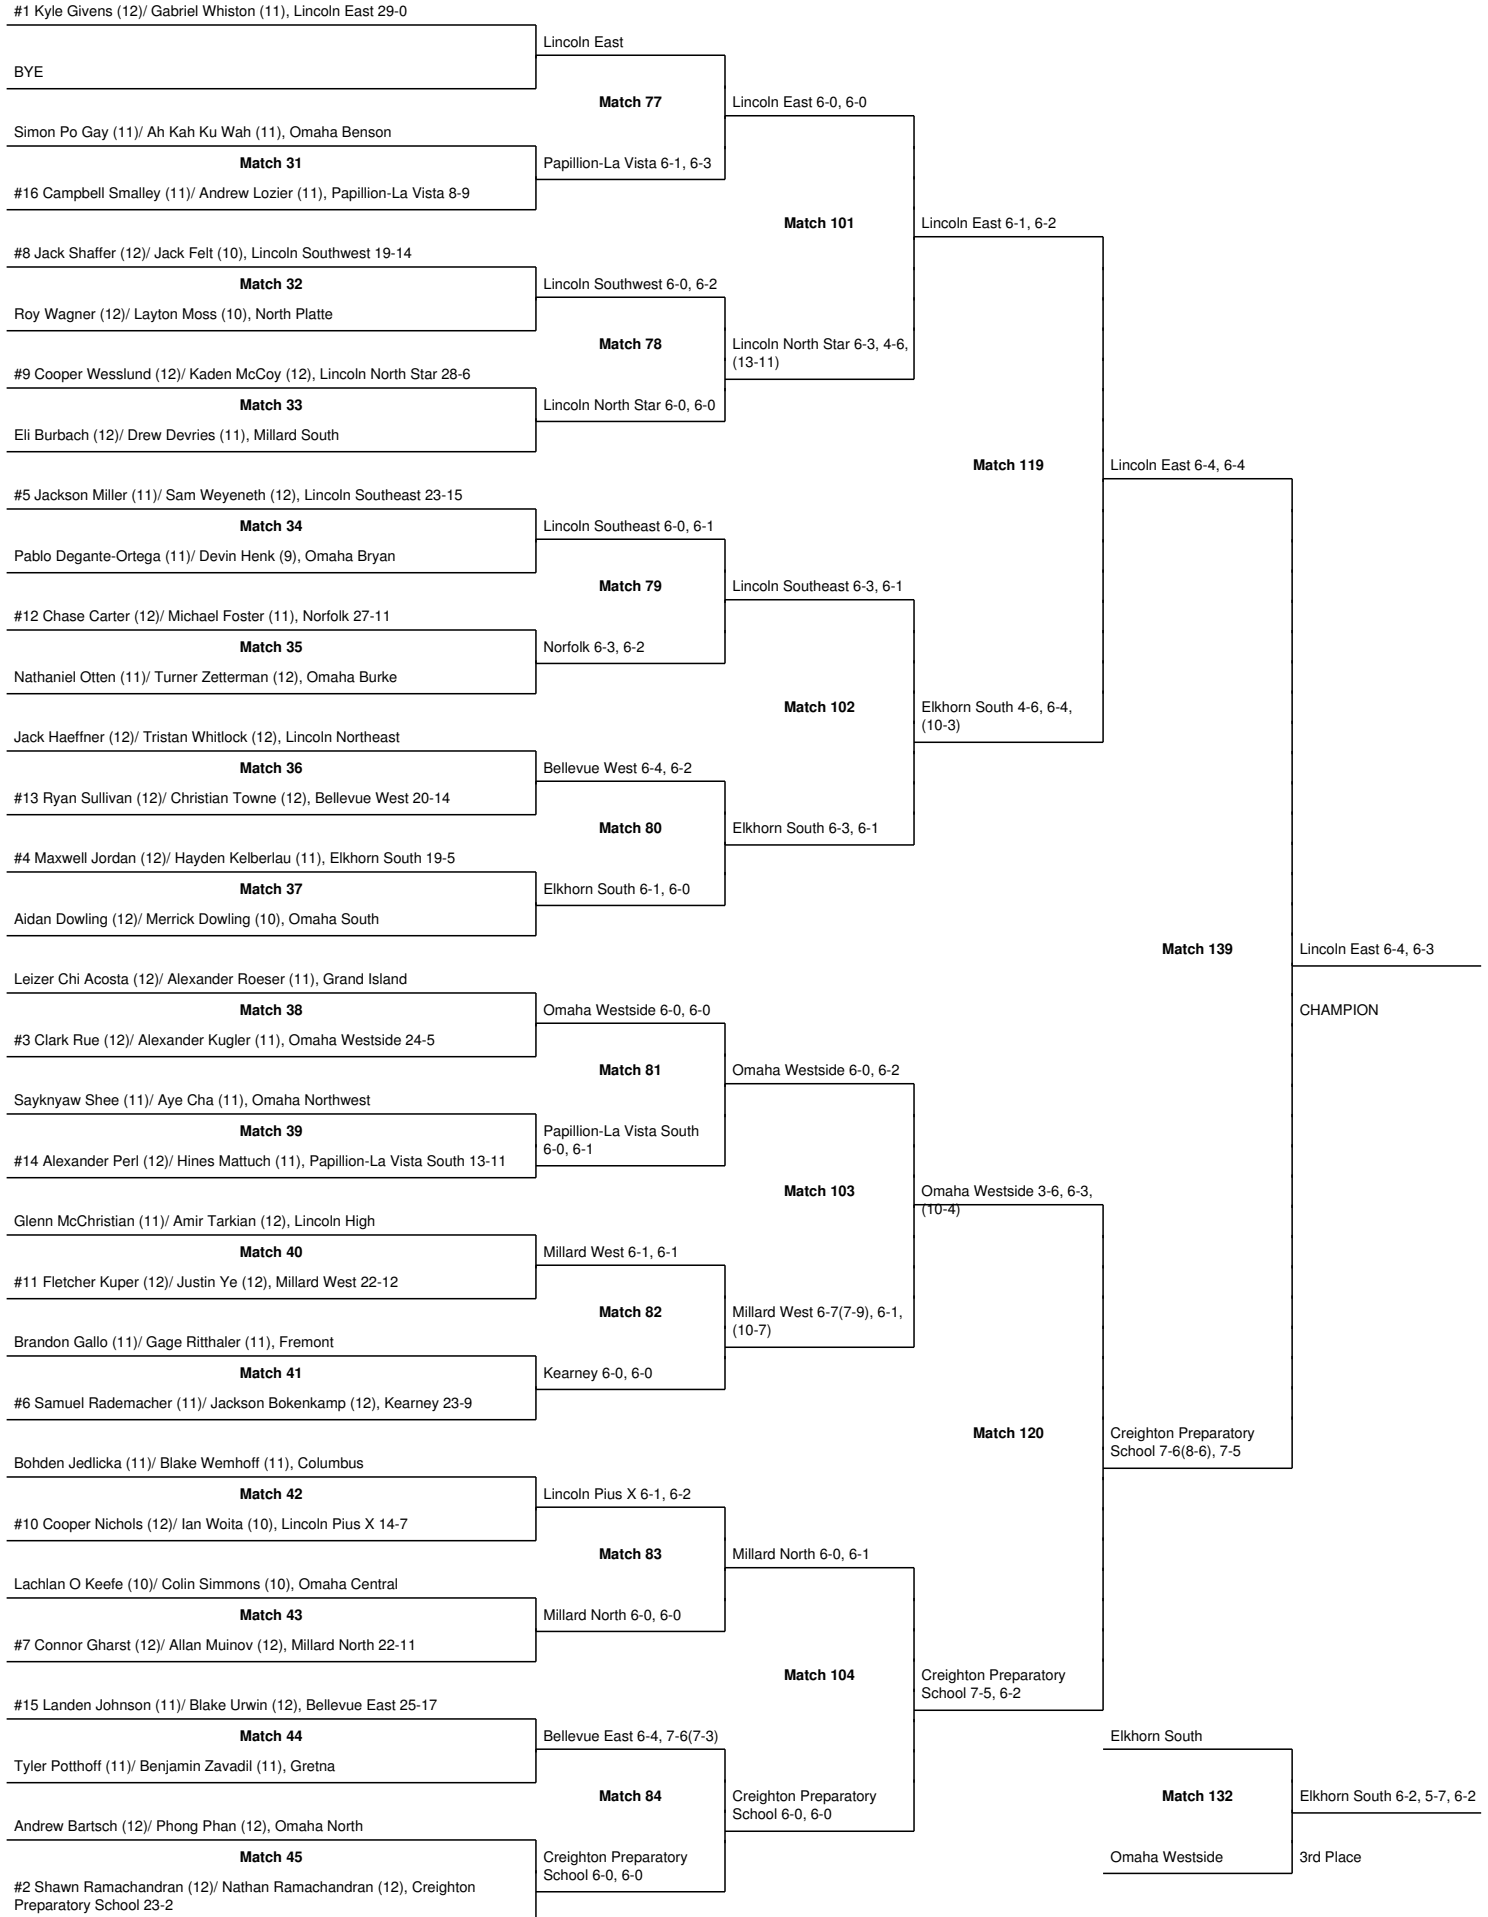 #1 Kyle Givens (12)/ Gabriel Whiston (11), Lincoln East 29-0
Lincoln East
BYE
Match 77
Lincoln East 6-0, 6-0
Simon Po Gay (11)/ Ah Kah Ku Wah (11), Omaha Benson
Match 31
Papillion-La Vista 6-1, 6-3
#16 Campbell Smalley (11)/ Andrew Lozier (11), Papillion-La Vista 8-9
Match 101
Lincoln East 6-1, 6-2
#8 Jack Shaffer (12)/ Jack Felt (10), Lincoln Southwest 19-14
Match 32
Lincoln Southwest 6-0, 6-2
Roy Wagner (12)/ Layton Moss (10), North Platte
Match 78
Lincoln North Star 6-3, 4-6,
(13-11)
#9 Cooper Wesslund (12)/ Kaden McCoy (12), Lincoln North Star 28-6
Match 33
Lincoln North Star 6-0, 6-0
Eli Burbach (12)/ Drew Devries (11), Millard South
Match 119
Lincoln East 6-4, 6-4
#5 Jackson Miller (11)/ Sam Weyeneth (12), Lincoln Southeast 23-15
Match 34
Lincoln Southeast 6-0, 6-1
Pablo Degante-Ortega (11)/ Devin Henk (9), Omaha Bryan
Match 79
Lincoln Southeast 6-3, 6-1
#12 Chase Carter (12)/ Michael Foster (11), Norfolk 27-11
Match 35
Norfolk 6-3, 6-2
Nathaniel Otten (11)/ Turner Zetterman (12), Omaha Burke
Match 102
Elkhorn South 4-6, 6-4,
(10-3)
Jack Haeffner (12)/ Tristan Whitlock (12), Lincoln Northeast
Match 36
Bellevue West 6-4, 6-2
#13 Ryan Sullivan (12)/ Christian Towne (12), Bellevue West 20-14
Match 80
Elkhorn South 6-3, 6-1
#4 Maxwell Jordan (12)/ Hayden Kelberlau (11), Elkhorn South 19-5
Match 37
Elkhorn South 6-1, 6-0
Aidan Dowling (12)/ Merrick Dowling (10), Omaha South
Match 139
Lincoln East 6-4, 6-3
Leizer Chi Acosta (12)/ Alexander Roeser (11), Grand Island
Match 38
Omaha Westside 6-0, 6-0
CHAMPION
#3 Clark Rue (12)/ Alexander Kugler (11), Omaha Westside 24-5
Match 81
Omaha Westside 6-0, 6-2
Sayknyaw Shee (11)/ Aye Cha (11), Omaha Northwest
Match 39
Papillion-La Vista South
6-0, 6-1
#14 Alexander Perl (12)/ Hines Mattuch (11), Papillion-La Vista South 13-11
Match 103
Omaha Westside 3-6, 6-3,
(10-4)
Glenn McChristian (11)/ Amir Tarkian (12), Lincoln High
Match 40
Millard West 6-1, 6-1
#11 Fletcher Kuper (12)/ Justin Ye (12), Millard West 22-12
Match 82
Millard West 6-7(7-9), 6-1,
(10-7)
Brandon Gallo (11)/ Gage Ritthaler (11), Fremont
Match 41
Kearney 6-0, 6-0
#6 Samuel Rademacher (11)/ Jackson Bokenkamp (12), Kearney 23-9
Match 120
Creighton Preparatory
School 7-6(8-6), 7-5
Bohden Jedlicka (11)/ Blake Wemhoff (11), Columbus
Match 42
Lincoln Pius X 6-1, 6-2
#10 Cooper Nichols (12)/ Ian Woita (10), Lincoln Pius X 14-7
Match 83
Millard North 6-0, 6-1
Lachlan O Keefe (10)/ Colin Simmons (10), Omaha Central
Match 43
Millard North 6-0, 6-0
#7 Connor Gharst (12)/ Allan Muinov (12), Millard North 22-11
Match 104
Creighton Preparatory
School 7-5, 6-2
#15 Landen Johnson (11)/ Blake Urwin (12), Bellevue East 25-17
Match 44
Bellevue East 6-4, 7-6(7-3)
Elkhorn South
Tyler Potthoff (11)/ Benjamin Zavadil (11), Gretna
Match 84
Creighton Preparatory
School 6-0, 6-0
Match 132
Elkhorn South 6-2, 5-7, 6-2
Andrew Bartsch (12)/ Phong Phan (12), Omaha North
Match 45
Creighton Preparatory
School 6-0, 6-0
Omaha Westside
3rd Place
#2 Shawn Ramachandran (12)/ Nathan Ramachandran (12), Creighton
Preparatory School 23-2